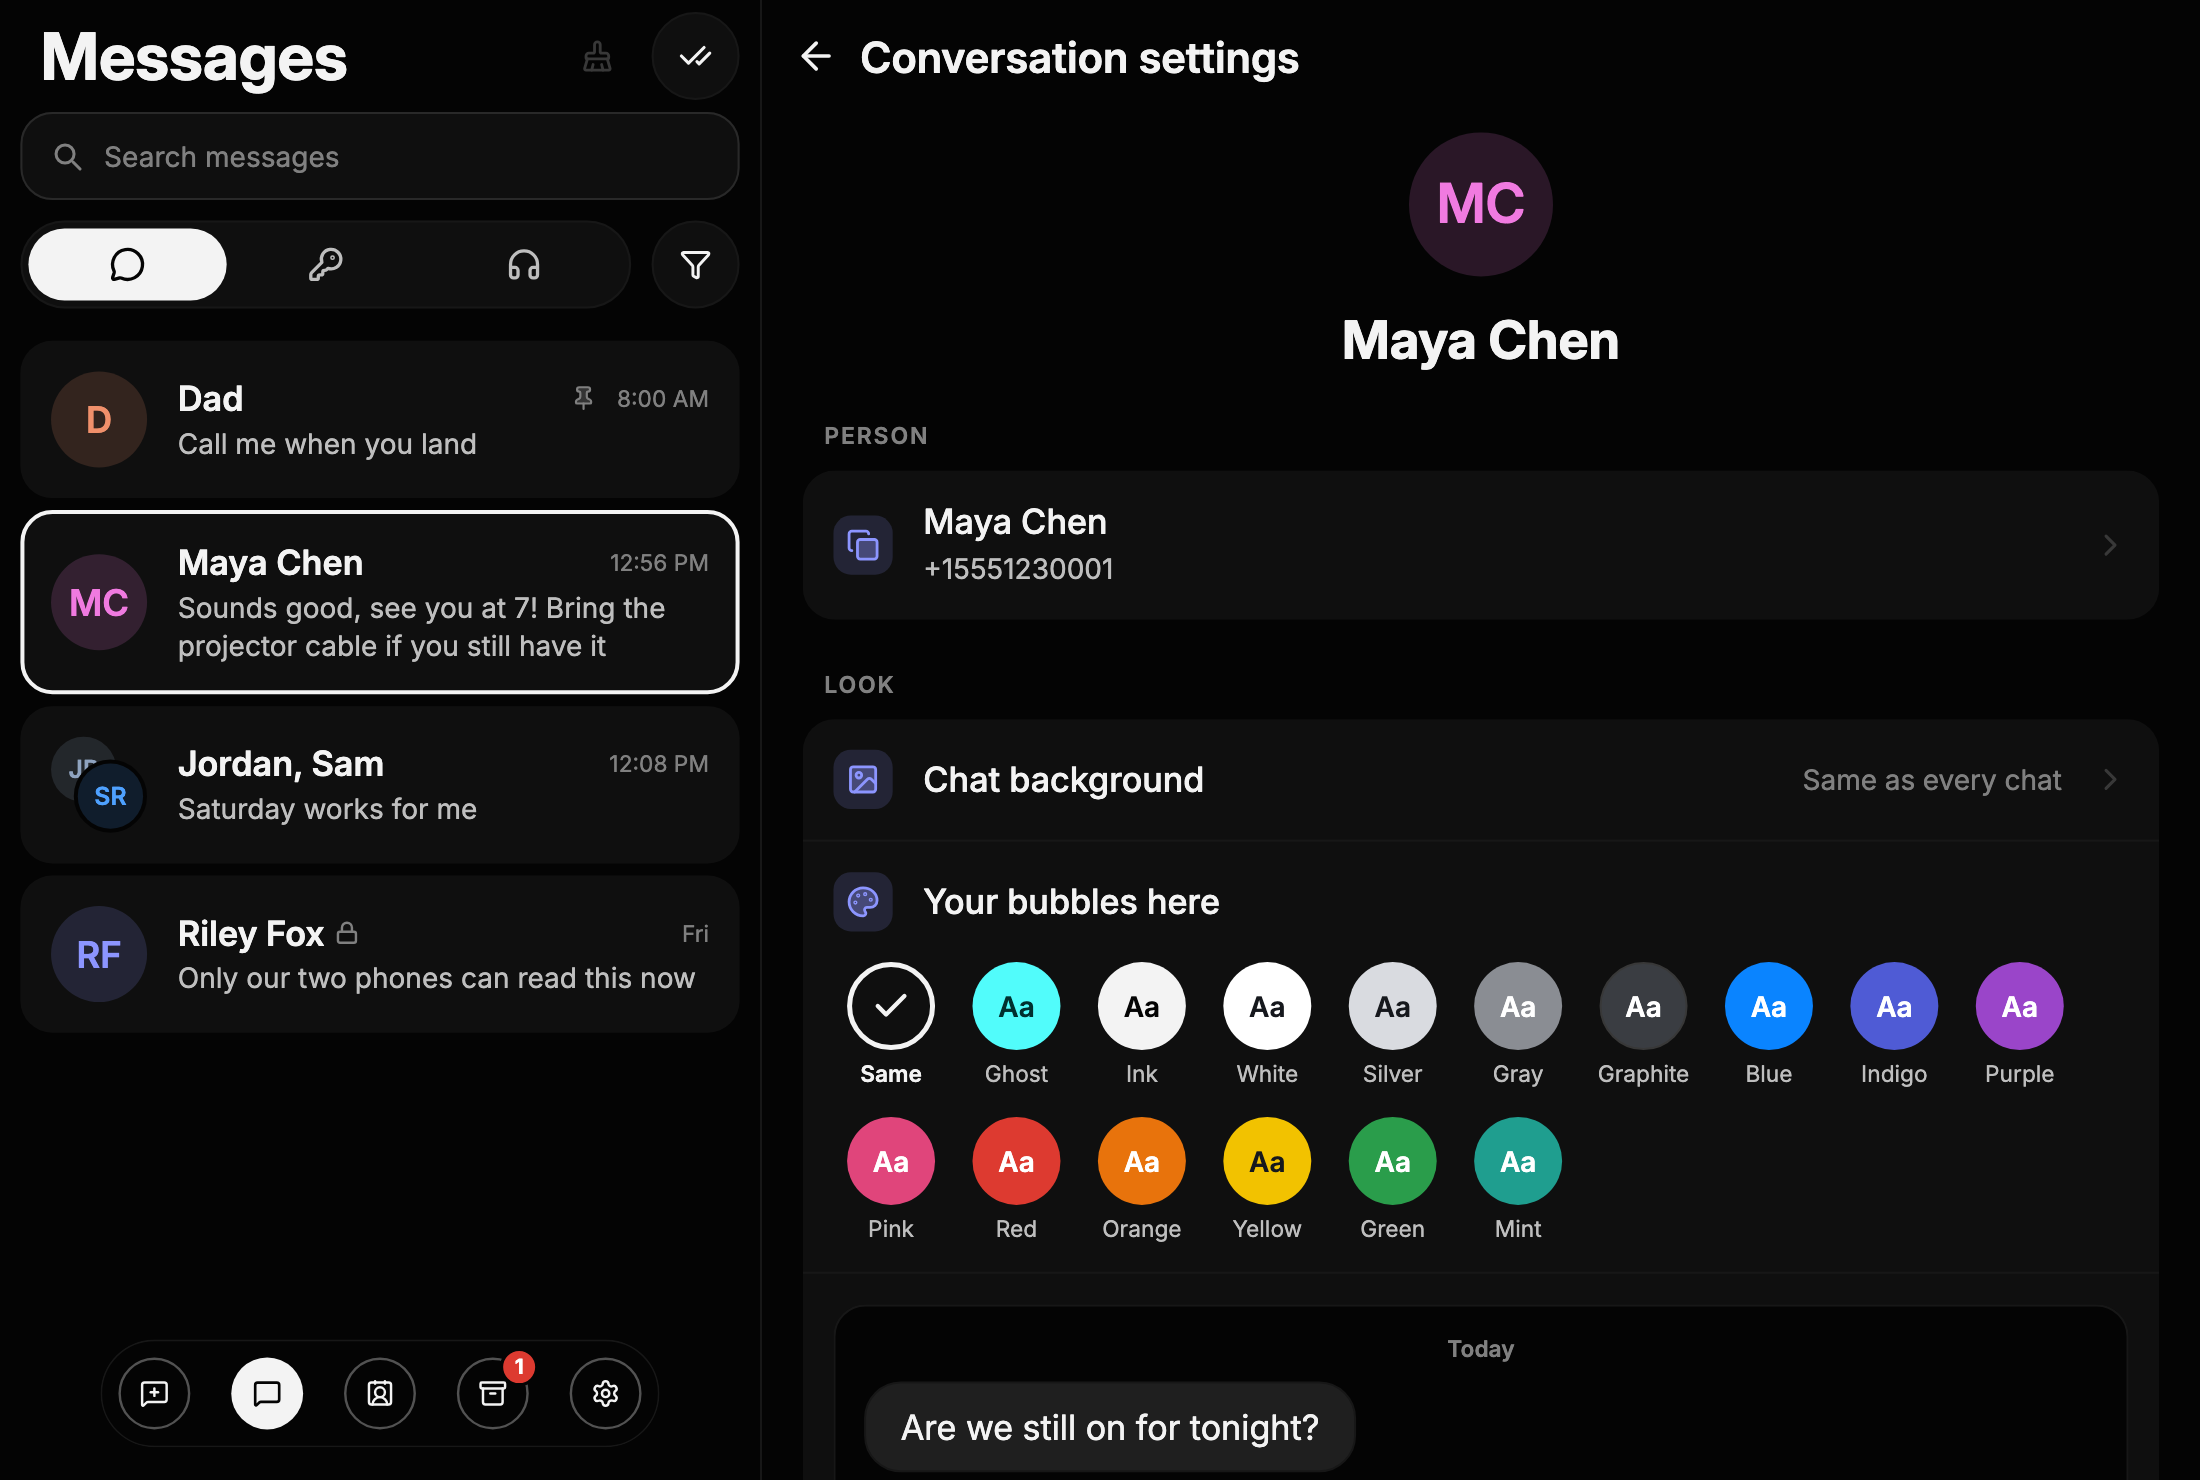 Messages
Search messages
D
Dad
8:00 AM
Call me when you land
MC
Maya Chen
12:56 PM
Sounds good, see you at 7! Bring the
projector cable if you still have it
SR
Jordan, Sam
12:08 PM
Saturday works for me
RF
Riley Fox
Fri
Only our two phones can read this now
1
Conversation settings
MC
Maya Chen
PERSON
Maya Chen
+15551230001
LOOK
Chat background
Same as every chat
Your bubbles here
Aa Aa Aa Aa Aa Aa Aa Aa Aa
Same Ghost Ink White Silver Gray Graphite Blue Indigo Purple
Aa Aa Aa Aa Aa Aa
Pink Red Orange Yellow Green Mint
Today
Are we still on for tonight?